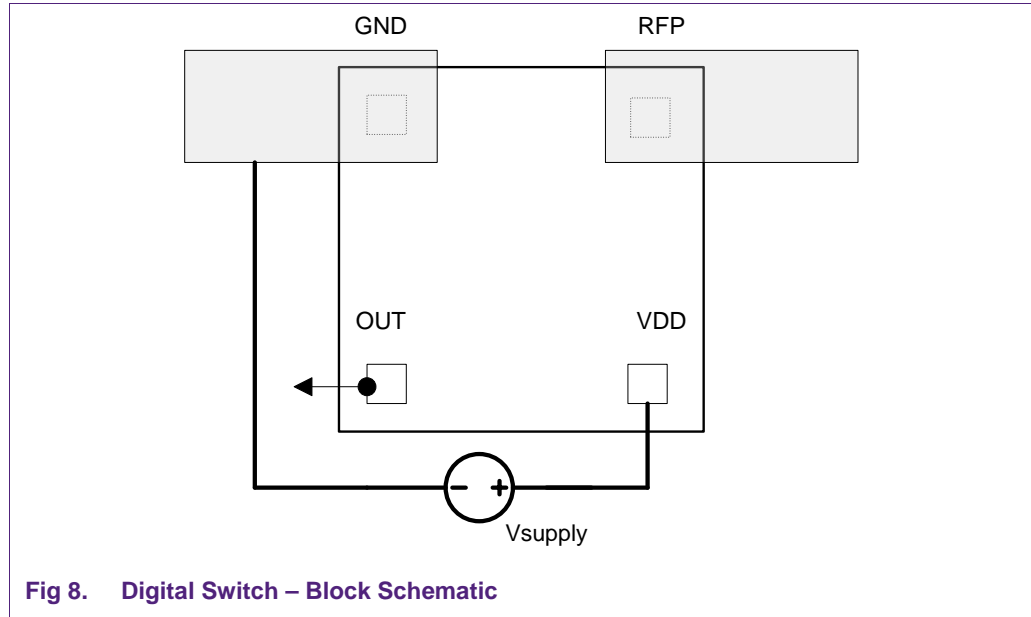 GND RFP
OUT VDD
− +
Vsupply
Fig 8. Digital Switch – Block Schematic